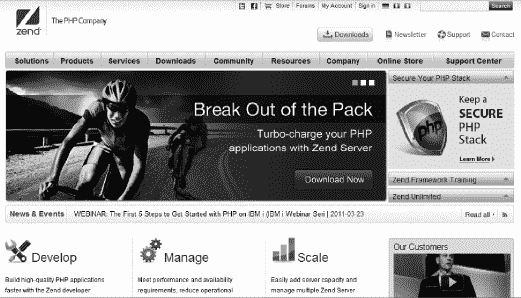 zend
The PHP Company
Store | Forums | My Account | Sign in
Search
Downloads
Newsletter
Support
Contact
Solutions Products Services Downloads Community Resources Company Online Store Support Center
Break Out of the Pack
Turbo-charge your PHP
applications with Zend Server
Download Now
Secure Your PHP Stack
php
Keep a
SECURE
PHP
Stack
Learn More
Zend Framework Training
Zend Unlimited
News & Events
WEBINAR: The First 5 Steps to Get Started with PHP on IBM i (IBM i Webinar Seri | 2011-03-23
Read all
Develop
Build high-quality PHP applications
faster with the Zend developer
Manage
Meet performance and availability
requirements, reduce operational
Scale
Easily add server capacity and
manage multiple Zend Server
Our Customers